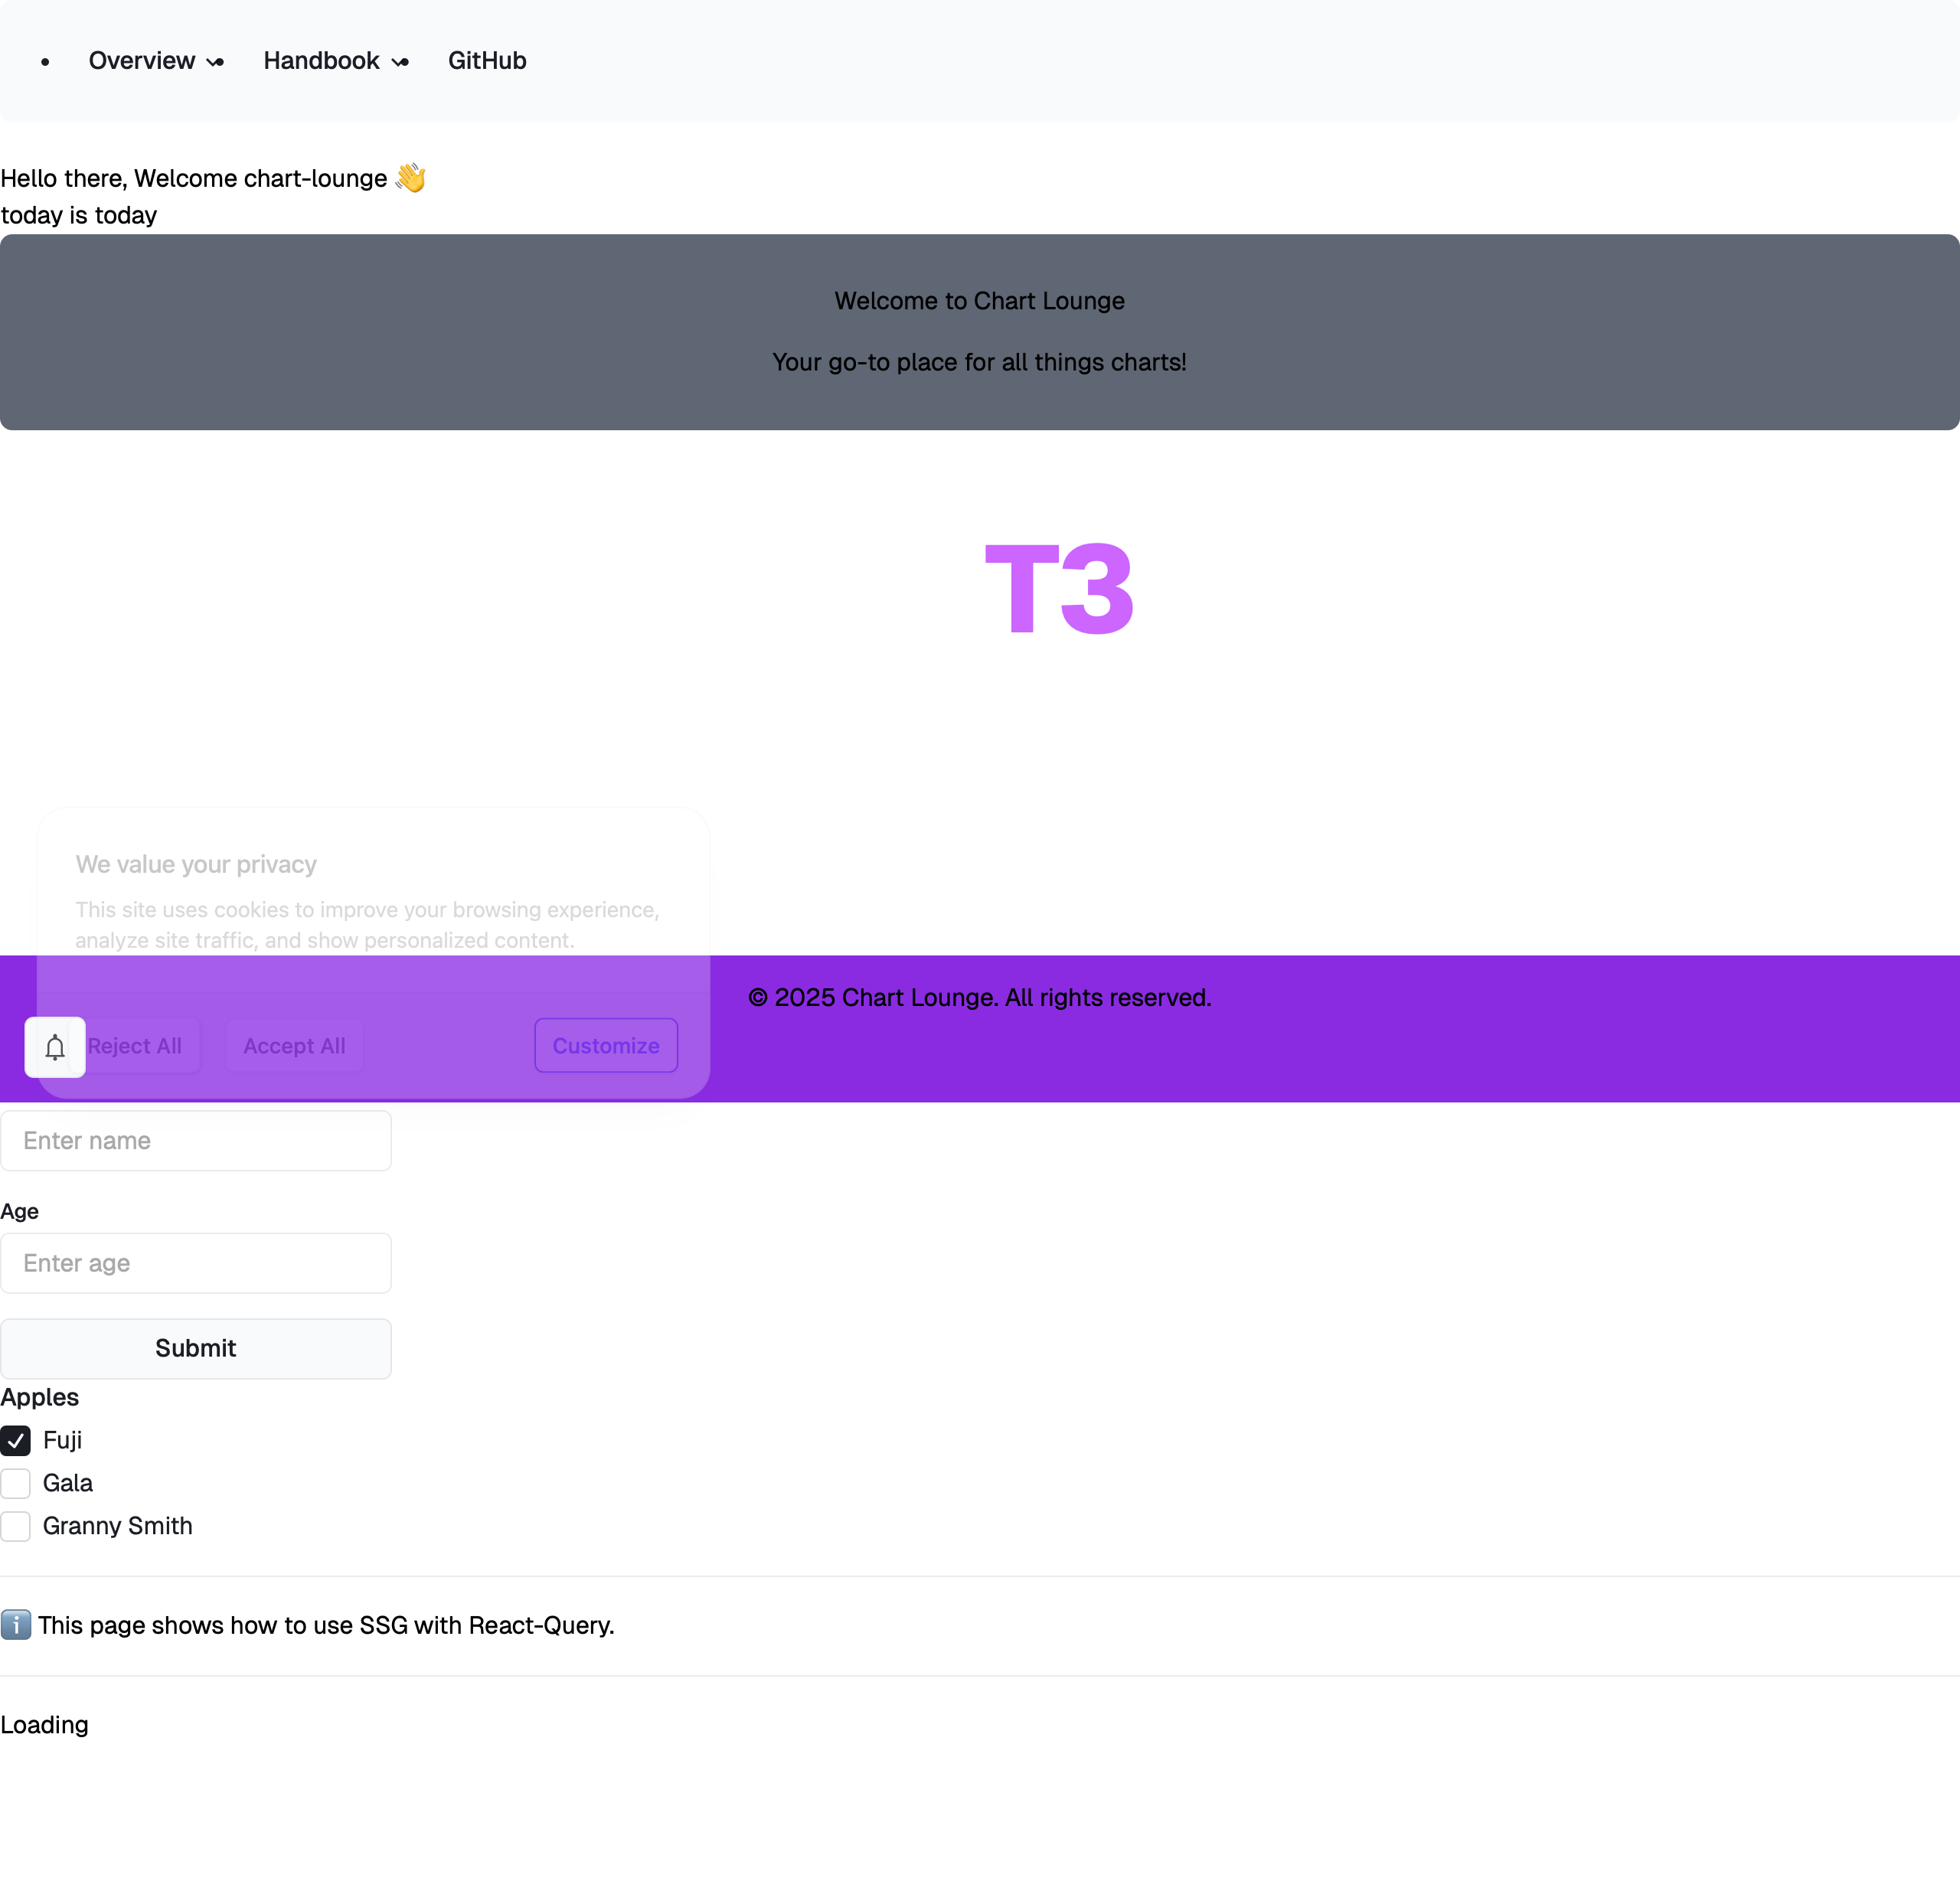 Overview
Handbook
GitHub
Hello there, Welcome chart-lounge 👋
today is today
Welcome to Chart Lounge
Your go-to place for all things charts!
T3
We value your privacy
This site uses cookies to improve your browsing experience,
analyze site traffic, and show personalized content.
© 2025 Chart Lounge. All rights reserved.
Reject All
Accept All
Customize
Enter name
Age
Enter age
Submit
Apples
Fuji
Gala
Granny Smith
ℹ️ This page shows how to use SSG with React-Query.
Loading